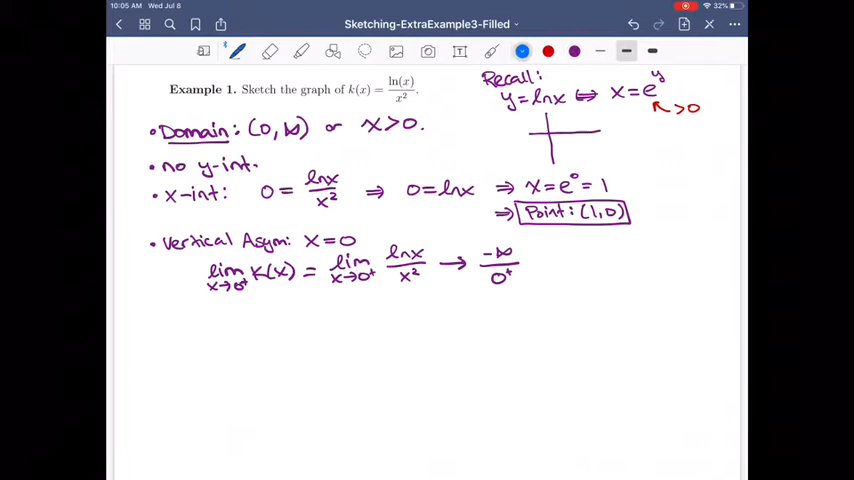 10:05 AM Wed Jul 8
32%
Sketching-ExtraExample3-Filled
Example 1. Sketch the graph of k(x) = ln(x)/x².
Recall:
y = lnx ⟺ x = e^y
>0
• Domain: (0, ∞) or x > 0.
• no y-int.
• x-int: 0 = lnx/x² ⇒ 0 = lnx ⇒ x = e⁰ = 1
⇒ Point: (1,0)
• Vertical Asym: x = 0
lim x→0⁺ k(x) = lim x→0⁺ lnx/x² → -∞/0⁺